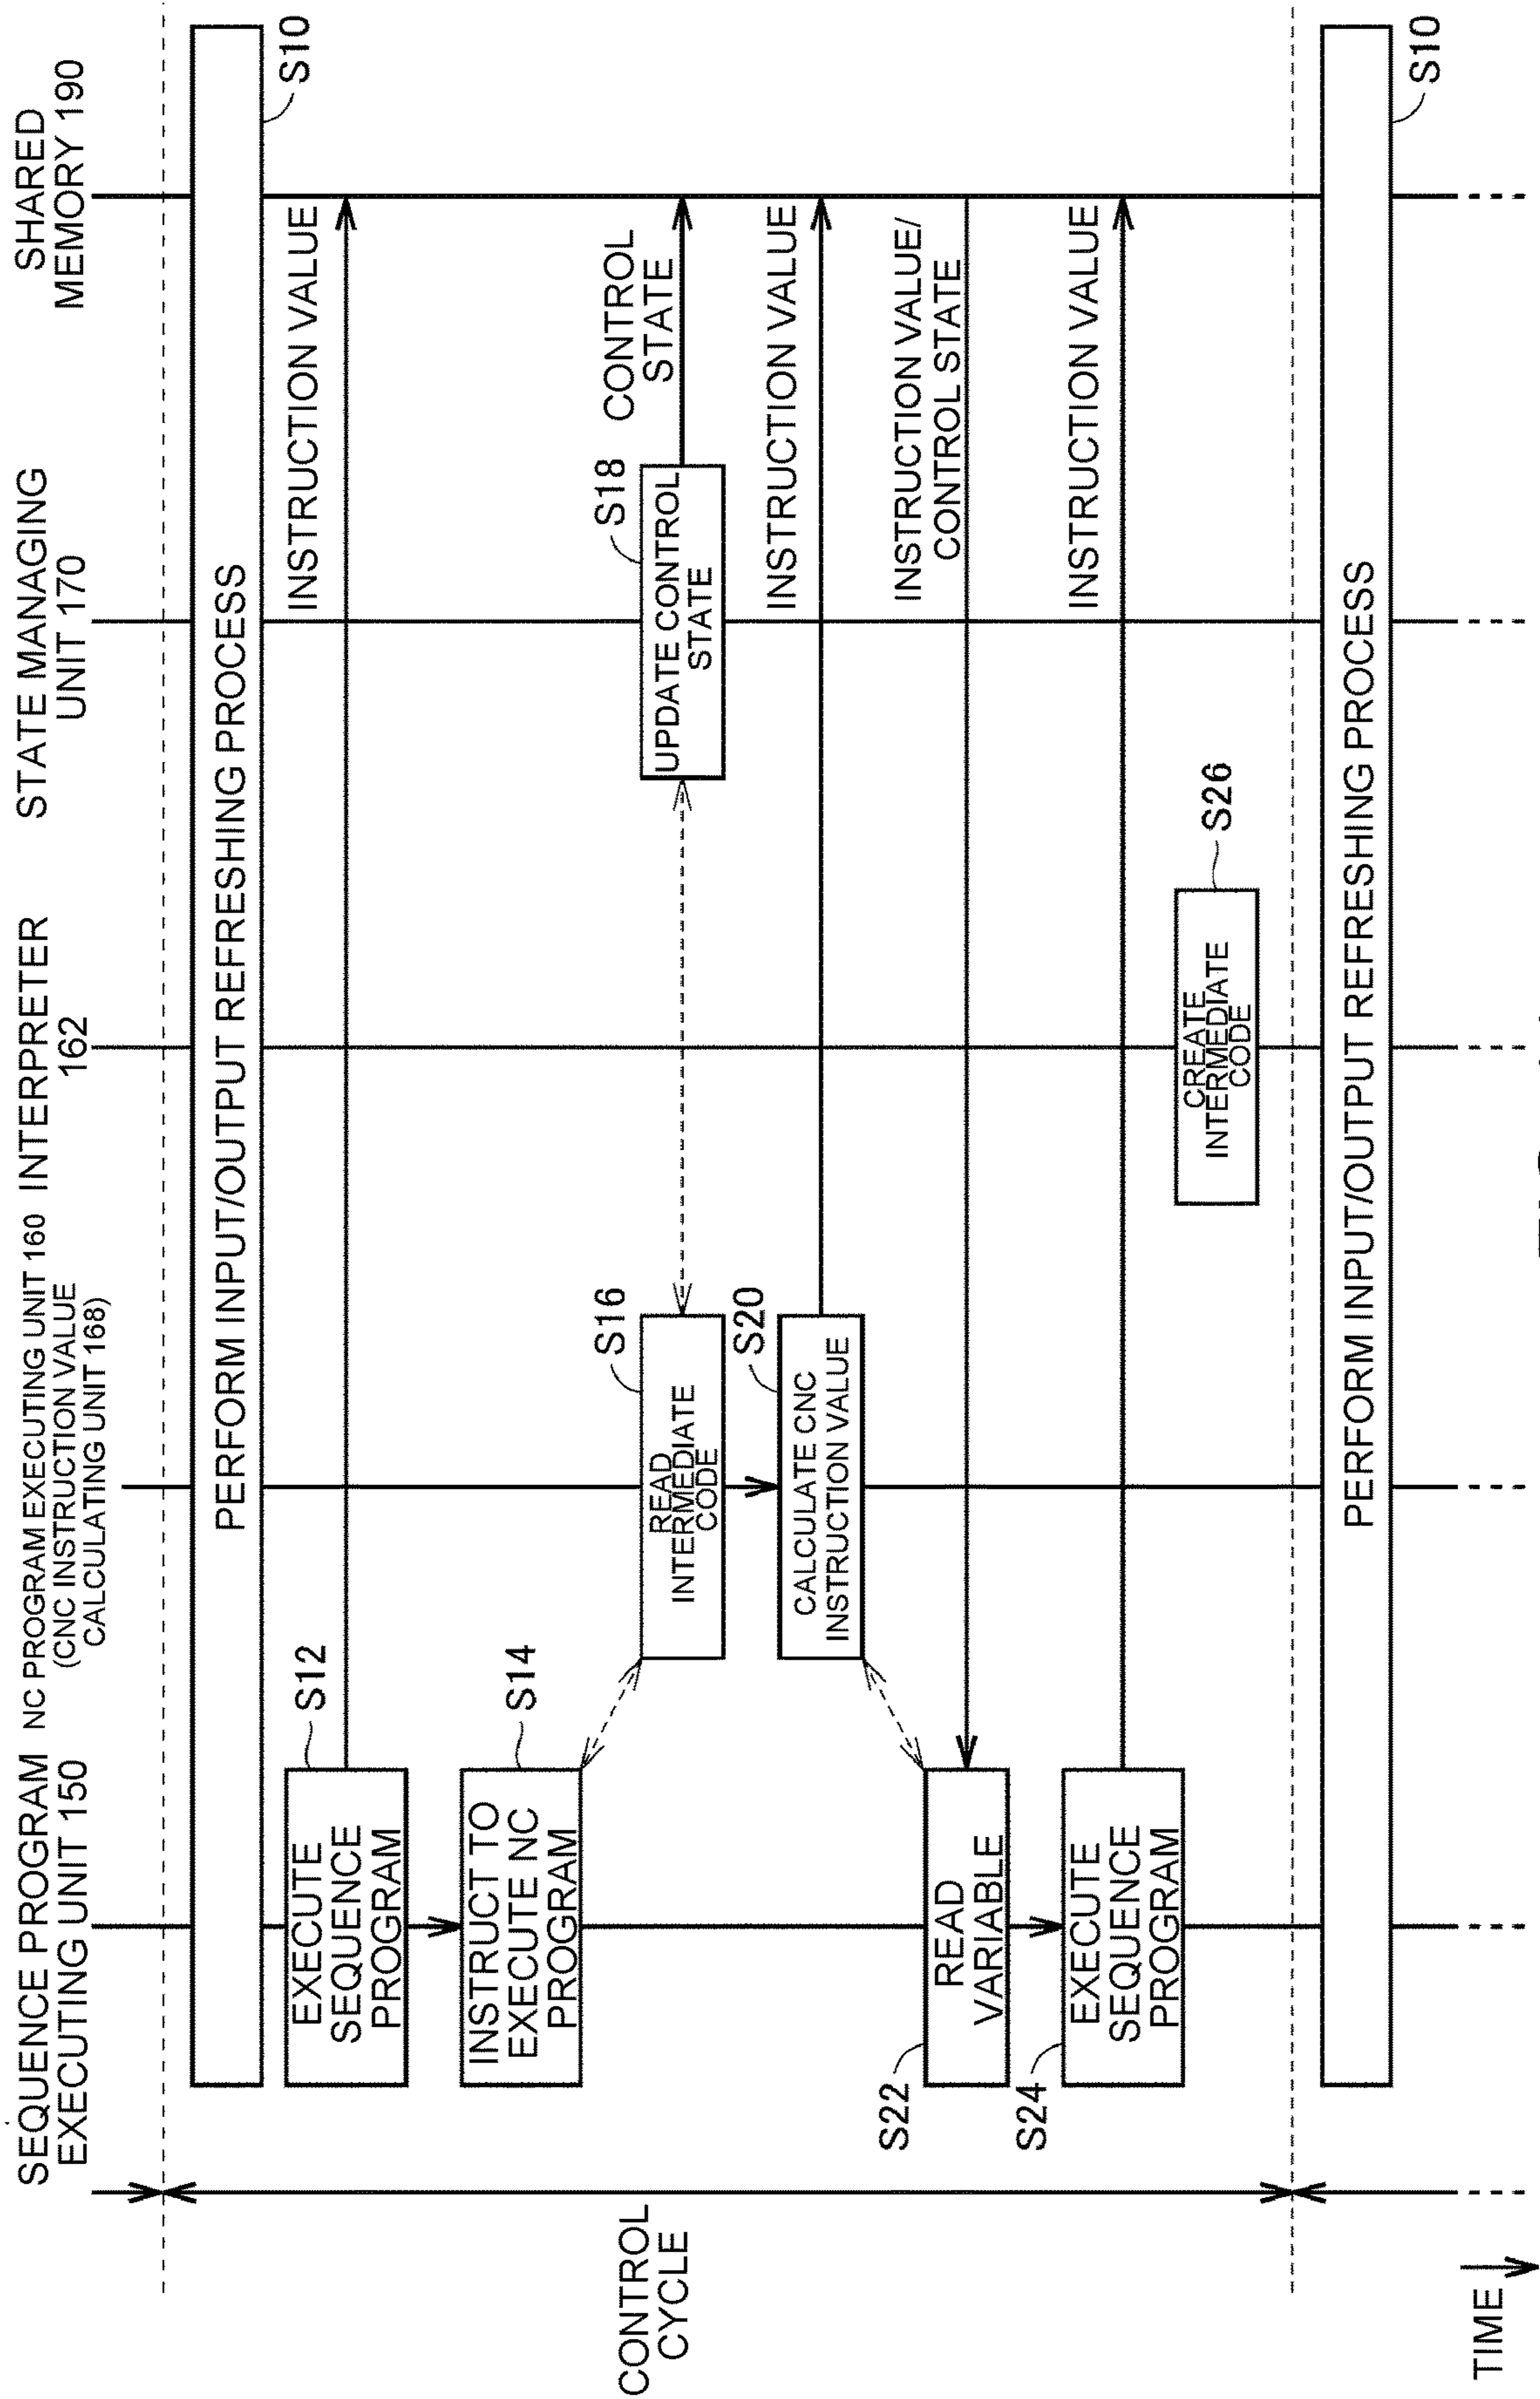 SEQUENCE PROGRAM
EXECUTING UNIT 150
NC PROGRAM EXECUTING UNIT 160
(CNC INSTRUCTION VALUE
CALCULATING UNIT 168)
INTERPRETER
162
STATE MANAGING
UNIT 170
SHARED
MEMORY 190
PERFORM INPUT/OUTPUT REFRESHING PROCESS
S10
EXECUTE
SEQUENCE
PROGRAM
S12
INSTRUCTION VALUE
INSTRUCT TO
EXECUTE NC
PROGRAM
S14
CONTROL
CYCLE
READ
INTERMEDIATE
CODE
S16
UPDATE CONTROL
STATE
S18
CONTROL
STATE
CALCULATE CNC
INSTRUCTION VALUE
S20
INSTRUCTION VALUE
S22
READ
VARIABLE
INSTRUCTION VALUE/
CONTROL STATE
S24
EXECUTE
SEQUENCE
PROGRAM
INSTRUCTION VALUE
CREATE
INTERMEDIATE
CODE
S26
PERFORM INPUT/OUTPUT REFRESHING PROCESS
S10
TIME